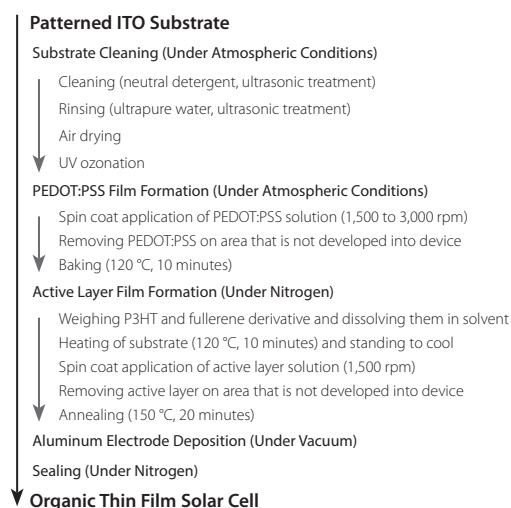 Patterned ITO Substrate
Substrate Cleaning (Under Atmospheric Conditions)
Cleaning (neutral detergent, ultrasonic treatment)
Rinsing (ultrapure water, ultrasonic treatment)
Air drying
UV ozonation
PEDOT:PSS Film Formation (Under Atmospheric Conditions)
Spin coat application of PEDOT:PSS solution (1,500 to 3,000 rpm)
Removing PEDOT:PSS on area that is not developed into device
Baking (120 °C, 10 minutes)
Active Layer Film Formation (Under Nitrogen)
Weighing P3HT and fullerene derivative and dissolving them in solvent
Heating of substrate (120 °C, 10 minutes) and standing to cool
Spin coat application of active layer solution (1,500 rpm)
Removing active layer on area that is not developed into device
Annealing (150 °C, 20 minutes)
Aluminum Electrode Deposition (Under Vacuum)
Sealing (Under Nitrogen)
Organic Thin Film Solar Cell